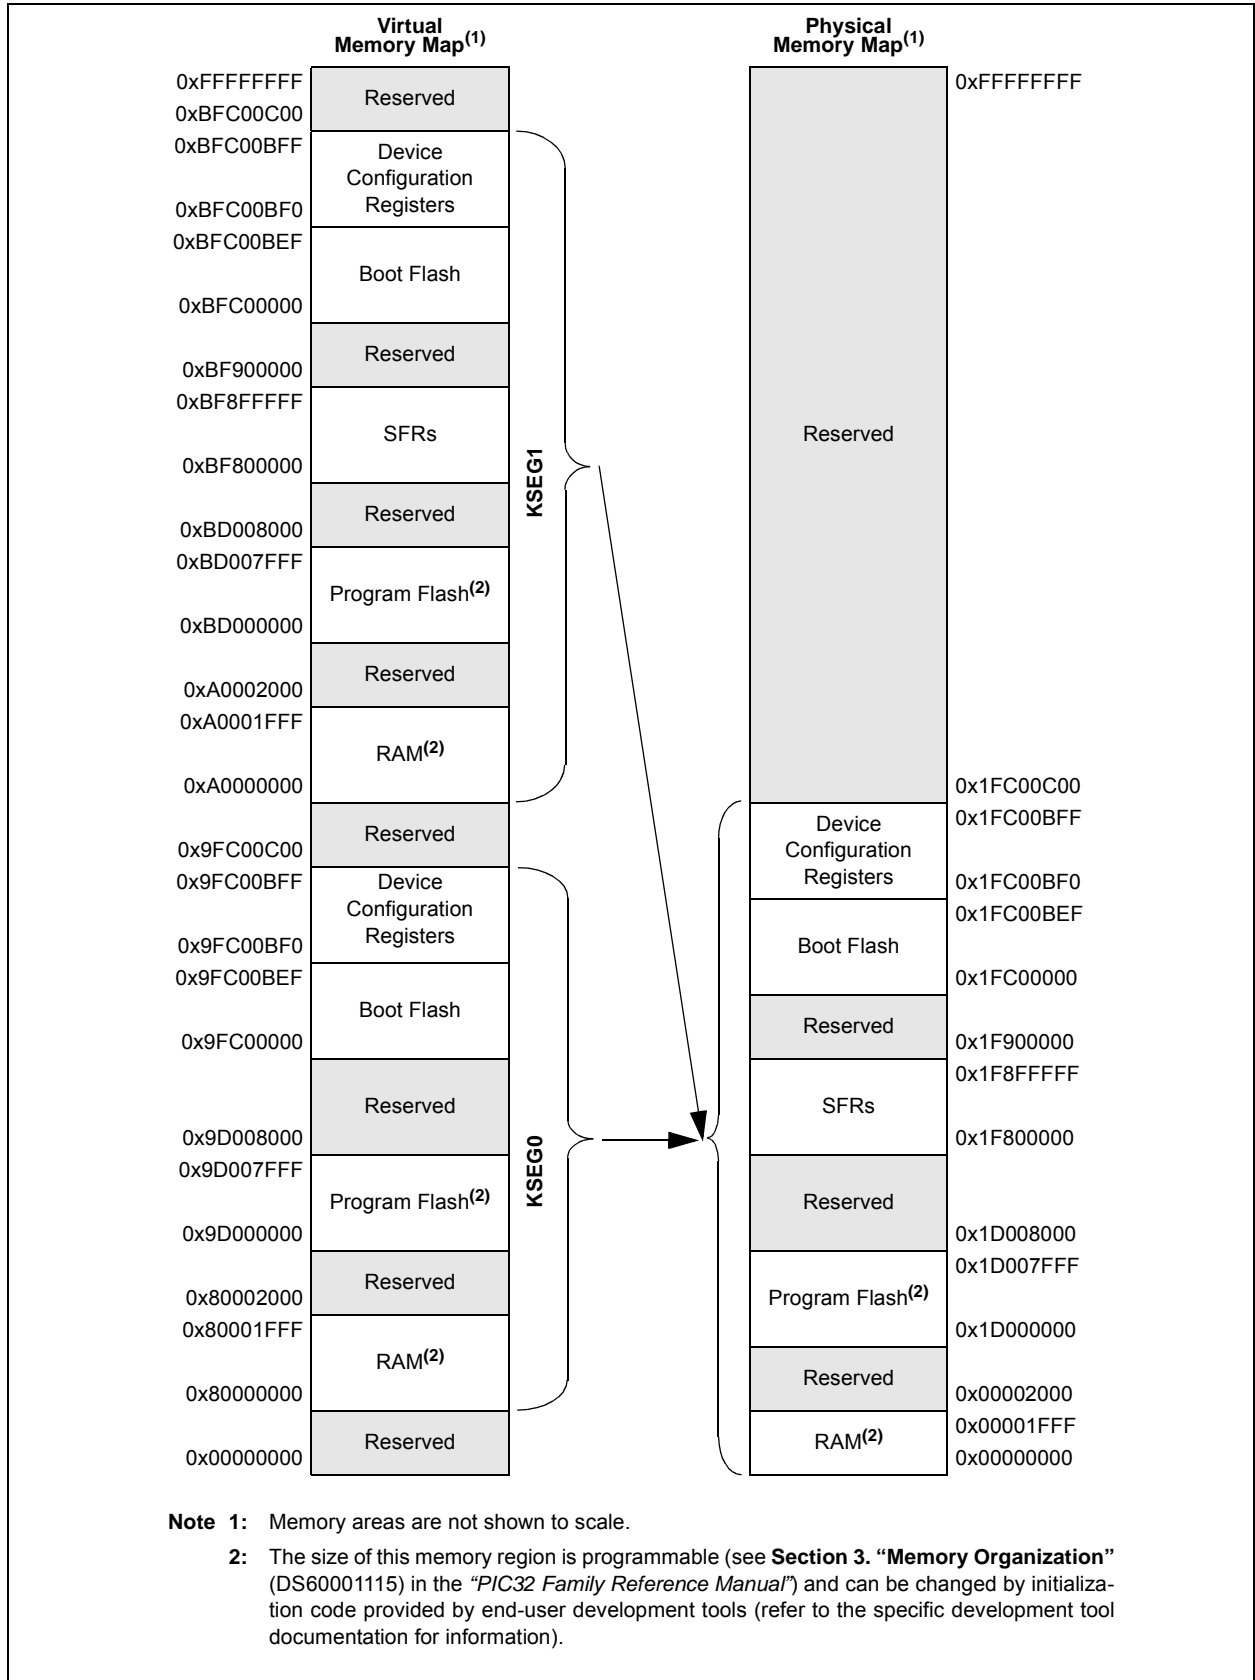 Virtual
Memory Map(1)
0xFFFFFFFF
Reserved
0xBFC00C00
0xBFC00BFF
Device
Configuration
Registers
0xBFC00BF0
0xBFC00BEF
Boot Flash
0xBFC00000
Reserved
0xBF900000
0xBF8FFFFF
SFRs
0xBF800000
Reserved
0xBD008000
0xBD007FFF
Program Flash(2)
0xBD000000
Reserved
0xA0002000
0xA0001FFF
RAM(2)
0xA0000000
KSEG1
Reserved
0x9FC00C00
0x9FC00BFF
Device
Configuration
Registers
0x9FC00BF0
0x9FC00BEF
Boot Flash
0x9FC00000
Reserved
0x9D008000
0x9D007FFF
Program Flash(2)
0x9D000000
Reserved
0x80002000
0x80001FFF
RAM(2)
0x80000000
KSEG0
Reserved
0x00000000
Physical
Memory Map(1)
0xFFFFFFFF
Reserved
0x1FC00C00
0x1FC00BFF
Device
Configuration
Registers
0x1FC00BF0
0x1FC00BEF
Boot Flash
0x1FC00000
Reserved
0x1F900000
0x1F8FFFFF
SFRs
0x1F800000
Reserved
0x1D008000
0x1D007FFF
Program Flash(2)
0x1D000000
Reserved
0x00002000
0x00001FFF
RAM(2)
0x00000000
Note 1: Memory areas are not shown to scale.
2: The size of this memory region is programmable (see Section 3. “Memory Organization”
(DS60001115) in the “PIC32 Family Reference Manual”) and can be changed by initializa-
tion code provided by end-user development tools (refer to the specific development tool
documentation for information).